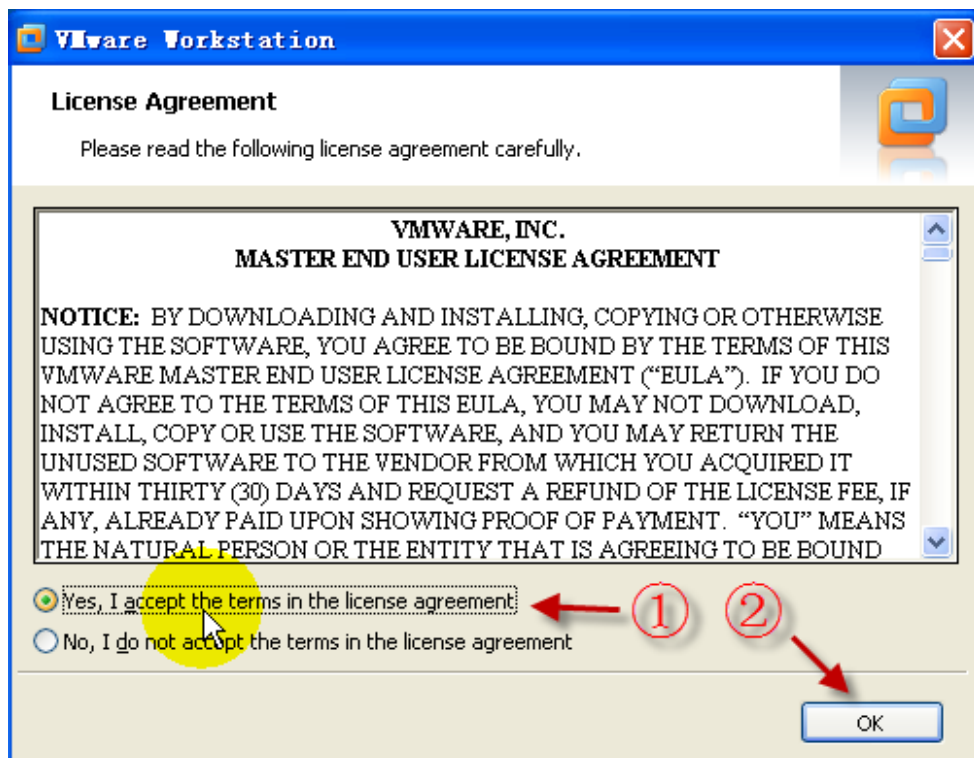 VMware Workstation
License Agreement
Please read the following license agreement carefully.
VMWARE, INC.
MASTER END USER LICENSE AGREEMENT
NOTICE: BY DOWNLOADING AND INSTALLING, COPYING OR OTHERWISE
USING THE SOFTWARE, YOU AGREE TO BE BOUND BY THE TERMS OF THIS
VMWARE MASTER END USER LICENSE AGREEMENT (“EULA”). IF YOU DO
NOT AGREE TO THE TERMS OF THIS EULA, YOU MAY NOT DOWNLOAD,
INSTALL, COPY OR USE THE SOFTWARE, AND YOU MAY RETURN THE
UNUSED SOFTWARE TO THE VENDOR FROM WHICH YOU ACQUIRED IT
WITHIN THIRTY (30) DAYS AND REQUEST A REFUND OF THE LICENSE FEE, IF
ANY, ALREADY PAID UPON SHOWING PROOF OF PAYMENT. “YOU” MEANS
THE NATURAL PERSON OR THE ENTITY THAT IS AGREEING TO BE BOUND
Yes, I accept the terms in the license agreement ①
②
No, I do not accept the terms in the license agreement
OK